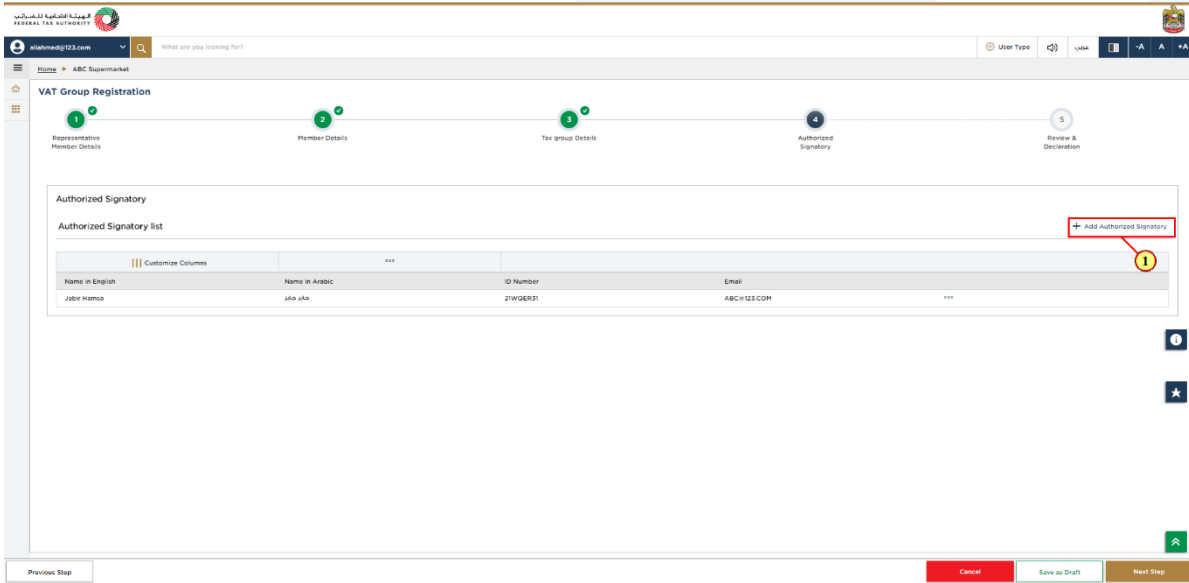 الهيئة الاتحادية للضرائب
FEDERAL TAX AUTHORITY
aliahmed@123.com
What are you looking for?
User Type
عربي
-A A +A
Home ► ABC Supermarket
VAT Group Registration
1 2 3 4 5
Representative Member Details Tax group Details Authorized Review &
Member Details Signatory Declaration
Authorized Signatory
Authorized Signatory list
+ Add Authorized Signatory
1
Customize Columns
Name in English Name in Arabic ID Number Email
Jabir Hamsa جابر جابر 21WQER31 ABC@123.COM
Previous Step Cancel Save as Draft Next Step